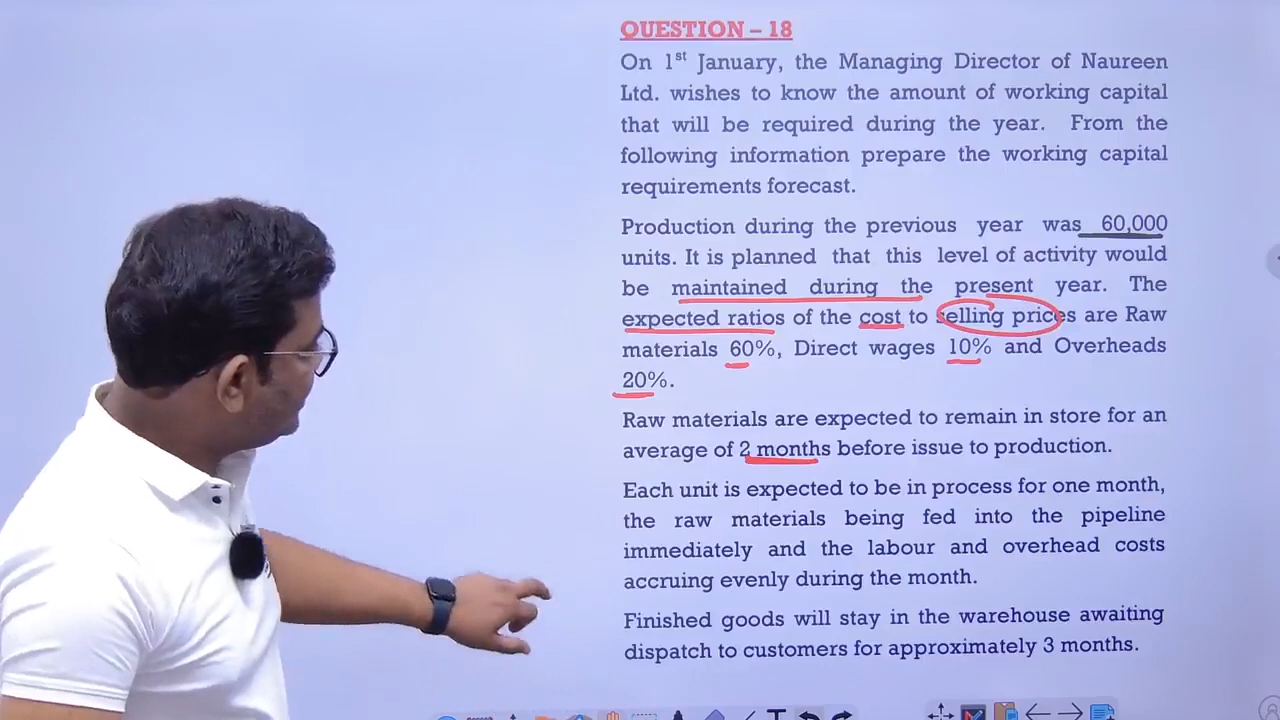 QUESTION – 18
On 1st January, the Managing Director of Naureen
Ltd. wishes to know the amount of working capital
that will be required during the year. From the
following information prepare the working capital
requirements forecast.
Production during the previous year was 60,000
units. It is planned that this level of activity would
be maintained during the present year. The
expected ratios of the cost to selling prices are Raw
materials 60%, Direct wages 10% and Overheads
20%.
Raw materials are expected to remain in store for an
average of 2 months before issue to production.
Each unit is expected to be in process for one month,
the raw materials being fed into the pipeline
immediately and the labour and overhead costs
accruing evenly during the month.
Finished goods will stay in the warehouse awaiting
dispatch to customers for approximately 3 months.